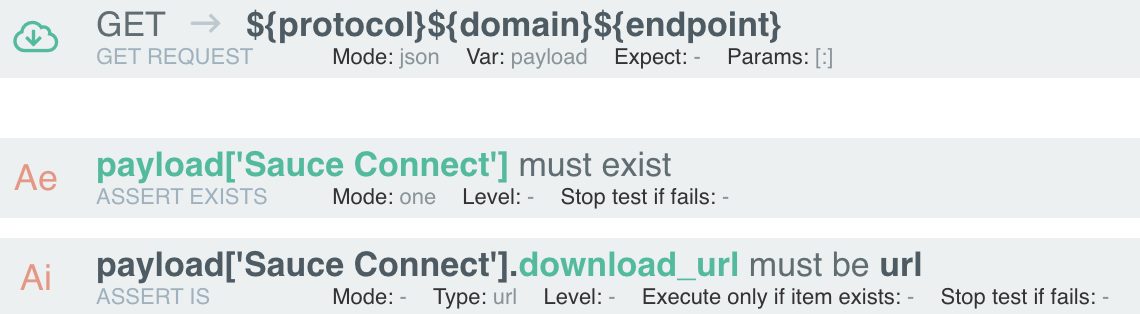 GET → ${protocol}${domain}${endpoint}
GET REQUEST Mode: json Var: payload Expect: - Params: [:]
Ae payload['Sauce Connect'] must exist
ASSERT EXISTS Mode: one Level: - Stop test if fails: -
Ai payload['Sauce Connect'].download_url must be url
ASSERT IS Mode: - Type: url Level: - Execute only if item exists: - Stop test if fails: -